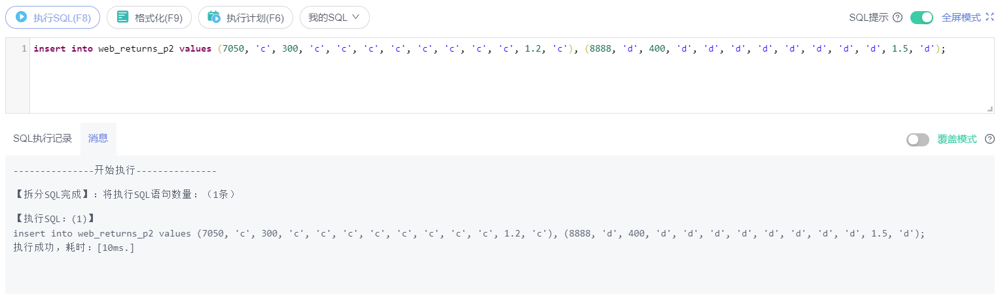 执行SQL(F8) 格式化(F9) 执行计划(F6) 我的SQL SQL提示 全屏模式
1 insert into web_returns_p2 values (7050, 'c', 300, 'c', 'c', 'c', 'c', 'c', 'c', 'c', 'c', 1.2, 'c'), (8888, 'd', 400, 'd', 'd', 'd', 'd', 'd', 'd', 'd', 'd', 1.5, 'd');
SQL执行记录 消息 覆盖模式
---------------开始执行---------------
【拆分SQL完成】：将执行SQL语句数量：（1条）
【执行SQL：(1)】
insert into web_returns_p2 values (7050, 'c', 300, 'c', 'c', 'c', 'c', 'c', 'c', 'c', 'c', 1.2, 'c'), (8888, 'd', 400, 'd', 'd', 'd', 'd', 'd', 'd', 'd', 'd', 1.5, 'd');
执行成功，耗时：[10ms.]